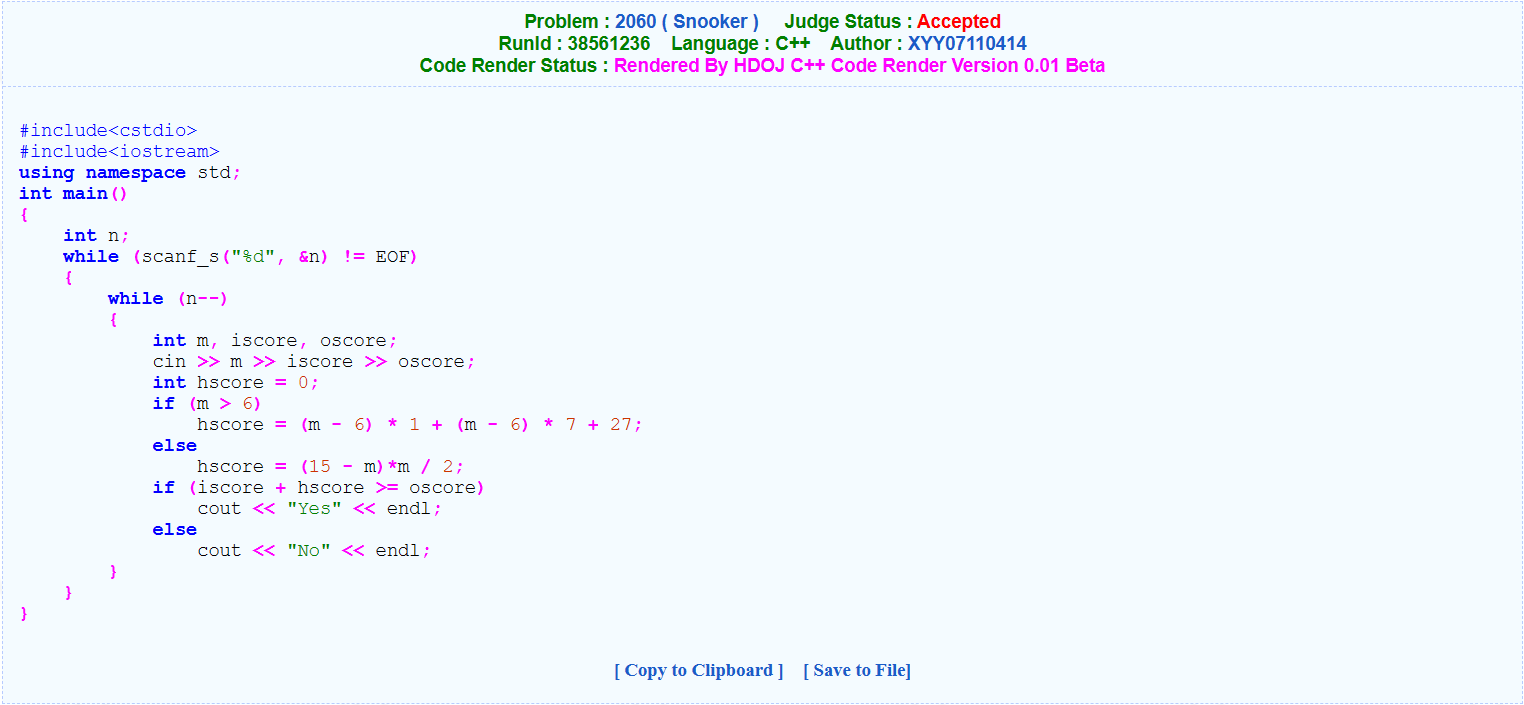 Problem : 2060 ( Snooker )     Judge Status : Accepted
RunId : 38561236    Language : C++    Author : XYY07110414
Code Render Status : Rendered By HDOJ C++ Code Render Version 0.01 Beta
#include<cstdio>
#include<iostream>
using namespace std;
int main()
{
    int n;
    while (scanf_s("%d", &n) != EOF)
    {
        while (n--)
        {
            int m, iscore, oscore;
            cin >> m >> iscore >> oscore;
            int hscore = 0;
            if (m > 6)
                hscore = (m - 6) * 1 + (m - 6) * 7 + 27;
            else
                hscore = (15 - m)*m / 2;
            if (iscore + hscore >= oscore)
                cout << "Yes" << endl;
            else
                cout << "No" << endl;
        }
    }
}
[ Copy to Clipboard ]    [ Save to File]